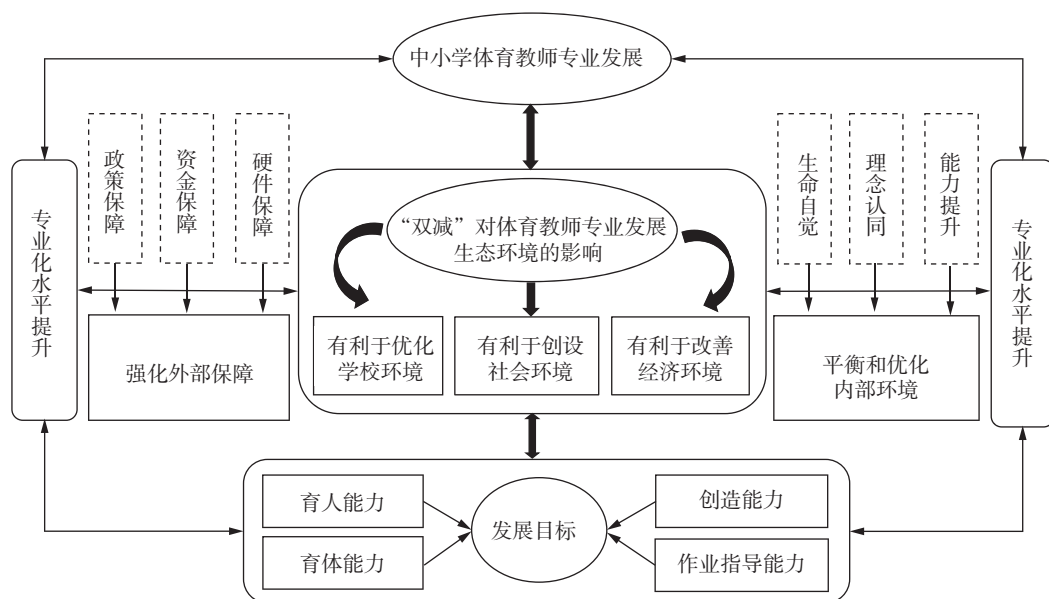 中小学体育教师专业发展
政策保障
资金保障
硬件保障
生命自觉
理念认同
能力提升
专业化水平提升
“双减”对体育教师专业发展
生态环境的影响
专业化水平提升
强化外部保障
有利于优化
学校环境
有利于创设
社会环境
有利于改善
经济环境
平衡和优化
内部环境
育人能力
育体能力
发展目标
创造能力
作业指导能力